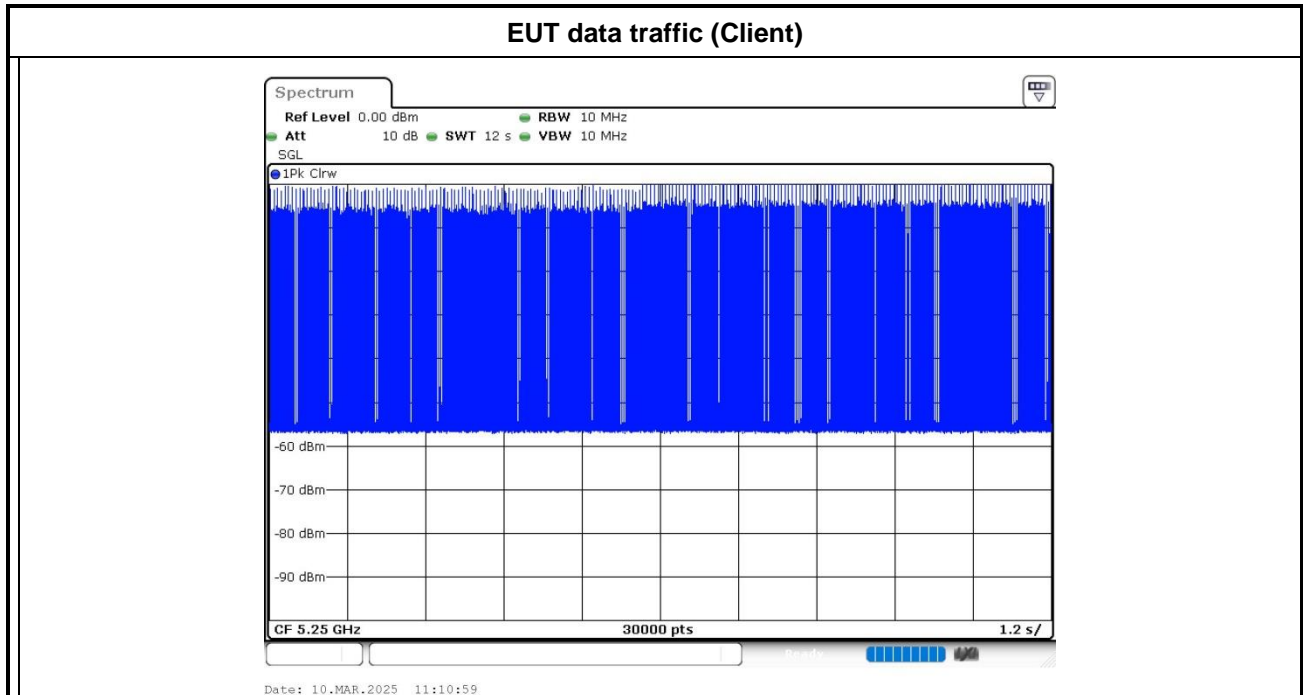 EUT data traffic (Client)
Spectrum
Ref Level 0.00 dBm RBW 10 MHz
Att 10 dB SWT 12 s VBW 10 MHz
SGL
1Pk Clrw
-60 dBm
-70 dBm
-80 dBm
-90 dBm
CF 5.25 GHz 30000 pts 1.2 s/
Ready
Date: 10.MAR.2025 11:10:59